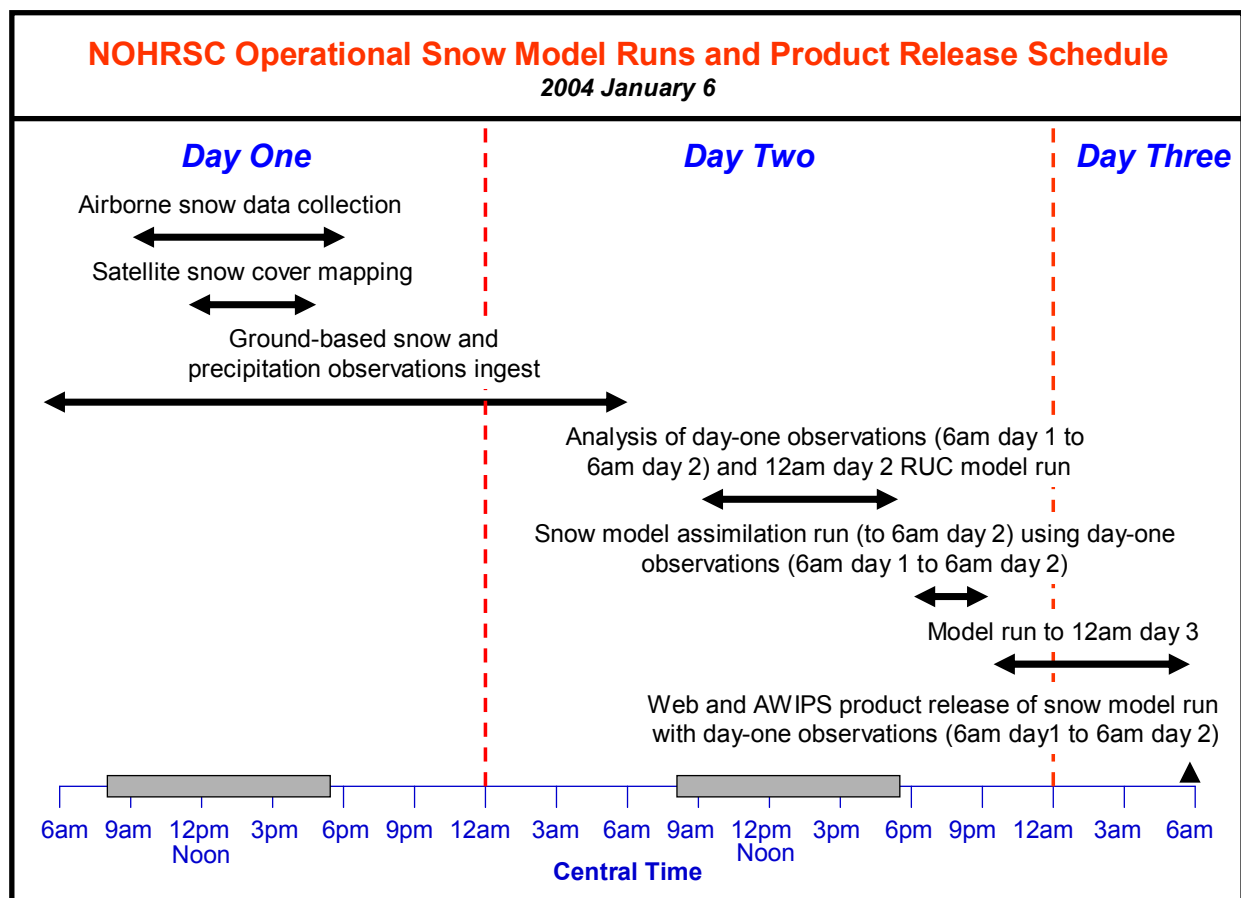 NOHRSC Operational Snow Model Runs and Product Release Schedule
2004 January 6
Day One
Day Two
Day Three
Airborne snow data collection
Satellite snow cover mapping
Ground-based snow and
precipitation observations ingest
Analysis of day-one observations (6am day 1 to
6am day 2) and 12am day 2 RUC model run
Snow model assimilation run (to 6am day 2) using day-one
observations (6am day 1 to 6am day 2)
Model run to 12am day 3
Web and AWIPS product release of snow model run
with day-one observations (6am day1 to 6am day 2)
6am 9am 12pm 3pm 6pm 9pm 12am 3am 6am 9am 12pm 3pm 6pm 9pm 12am 3am 6am
Noon Noon
Central Time